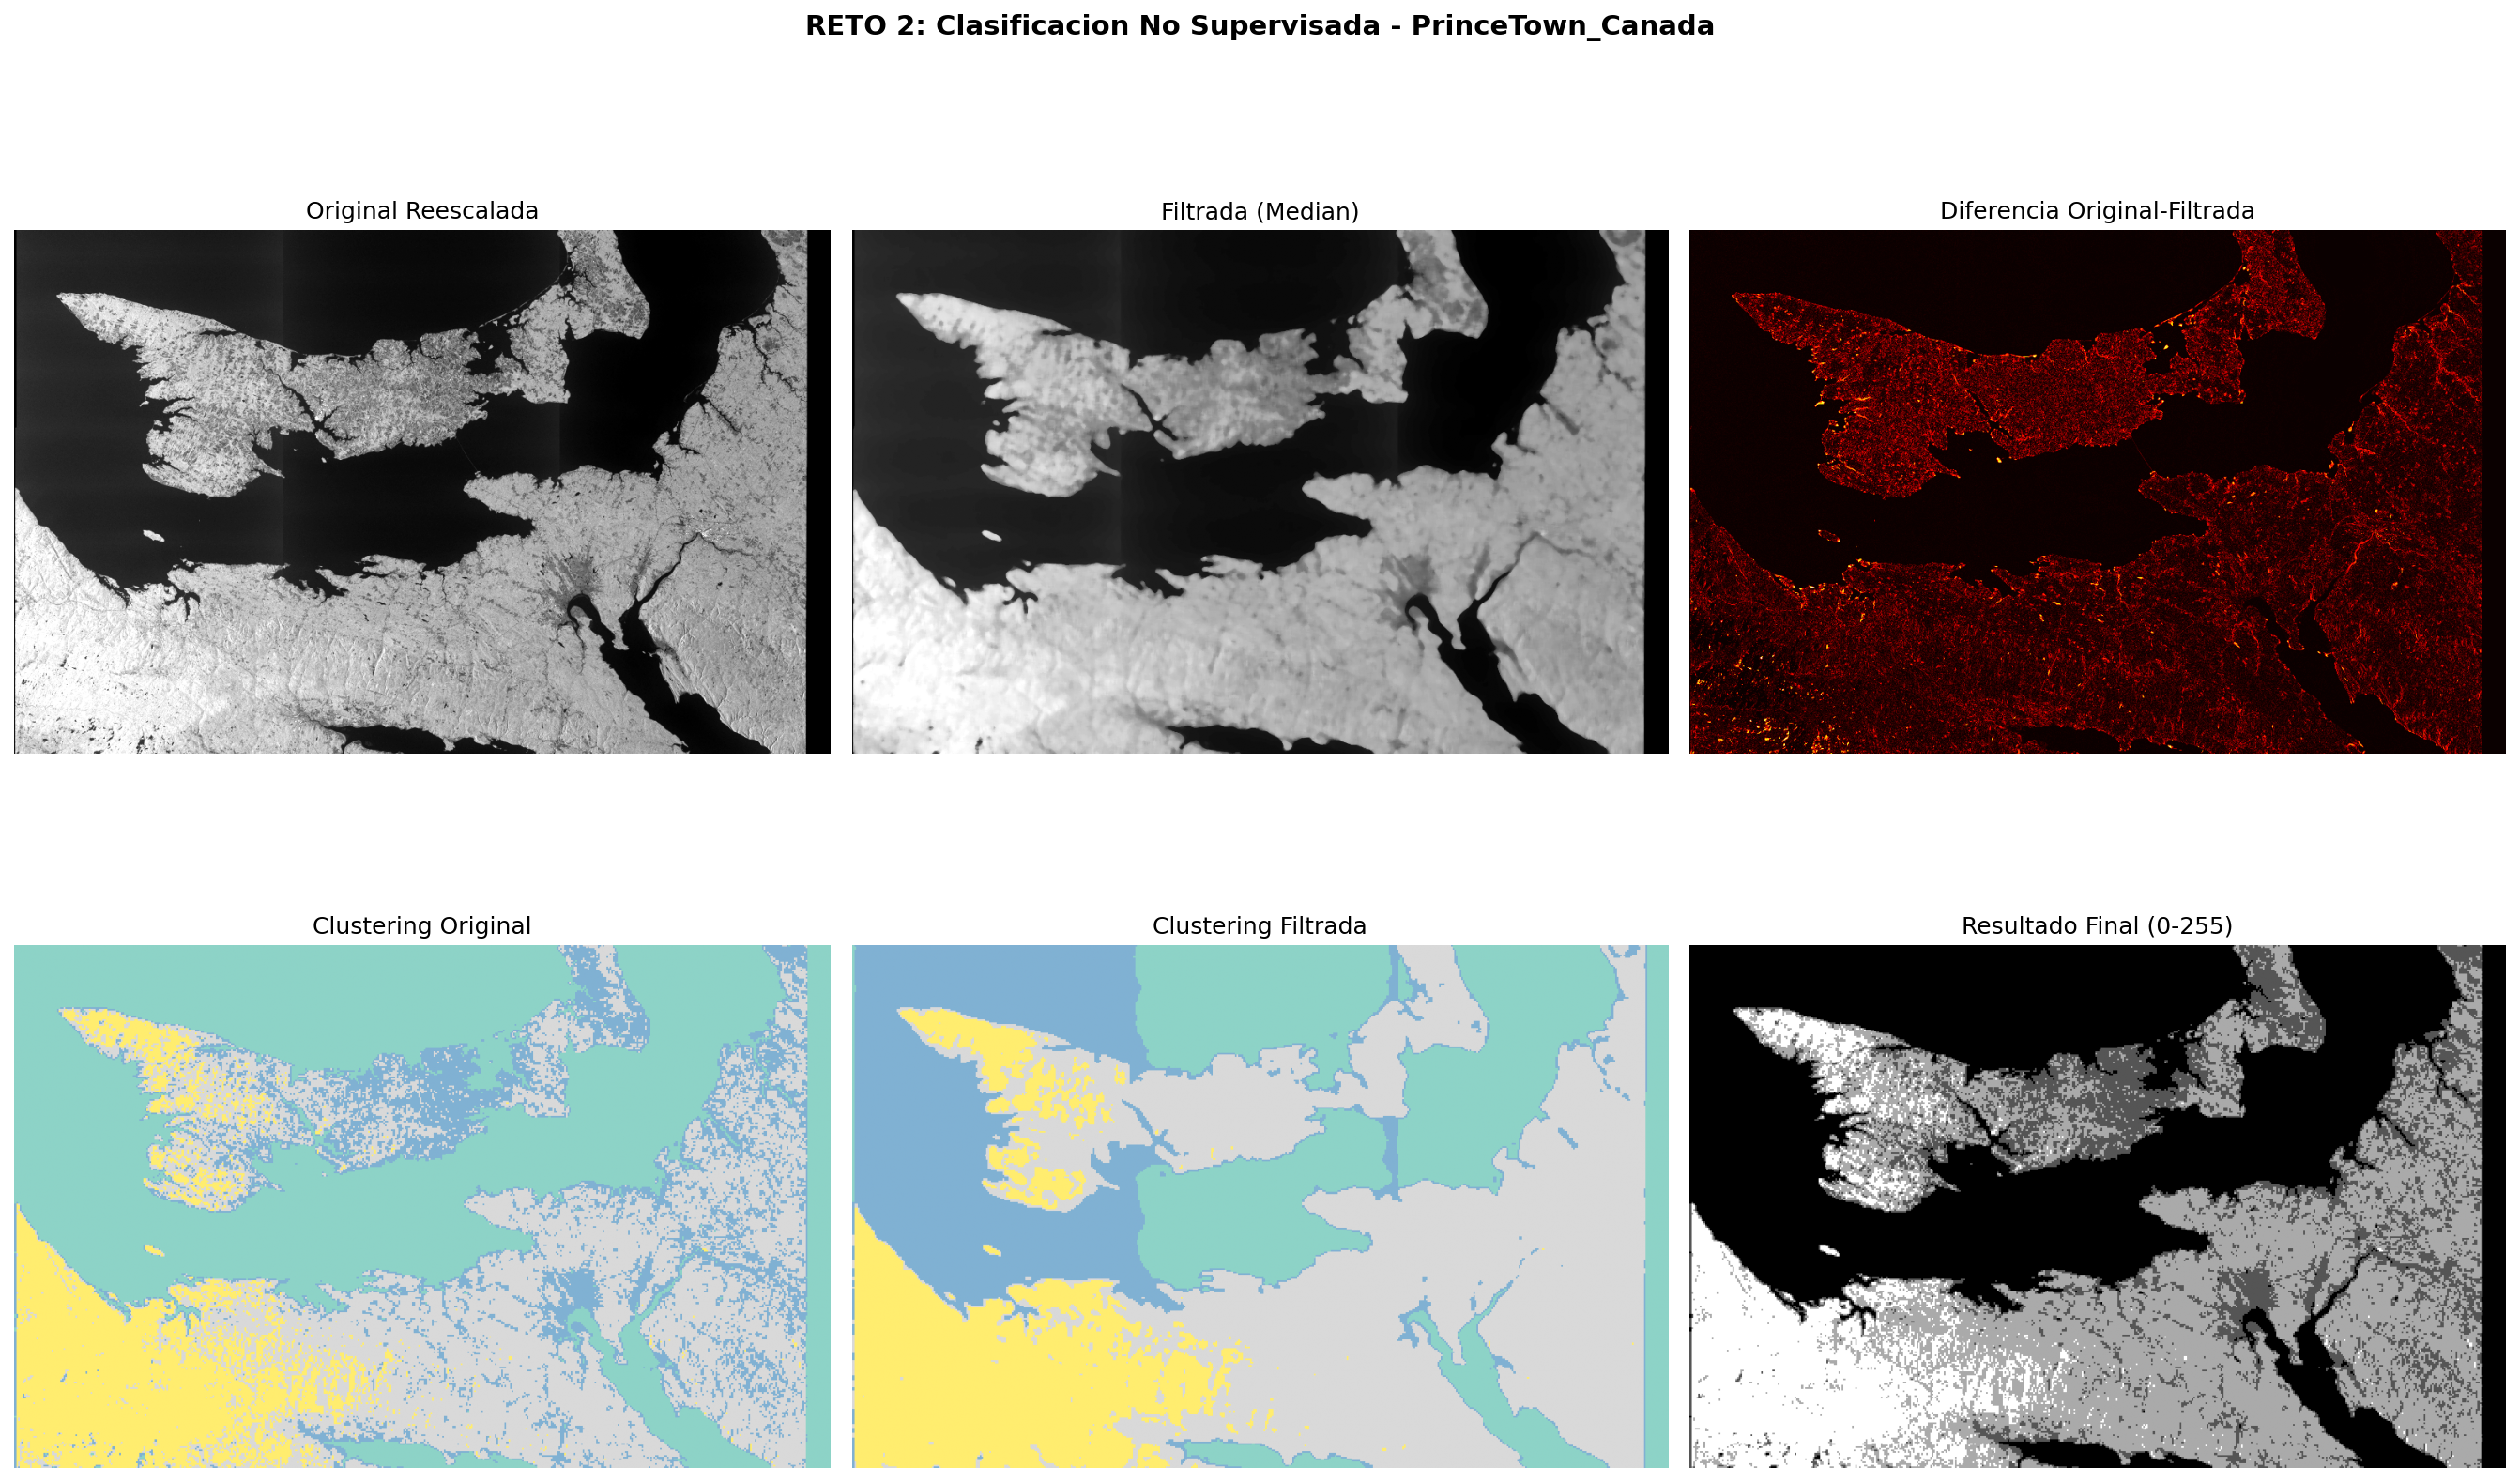 RETO 2: Clasificacion No Supervisada - PrinceTown_Canada
Original Reescalada
Filtrada (Median)
Diferencia Original-Filtrada
Clustering Original
Clustering Filtrada
Resultado Final (0-255)